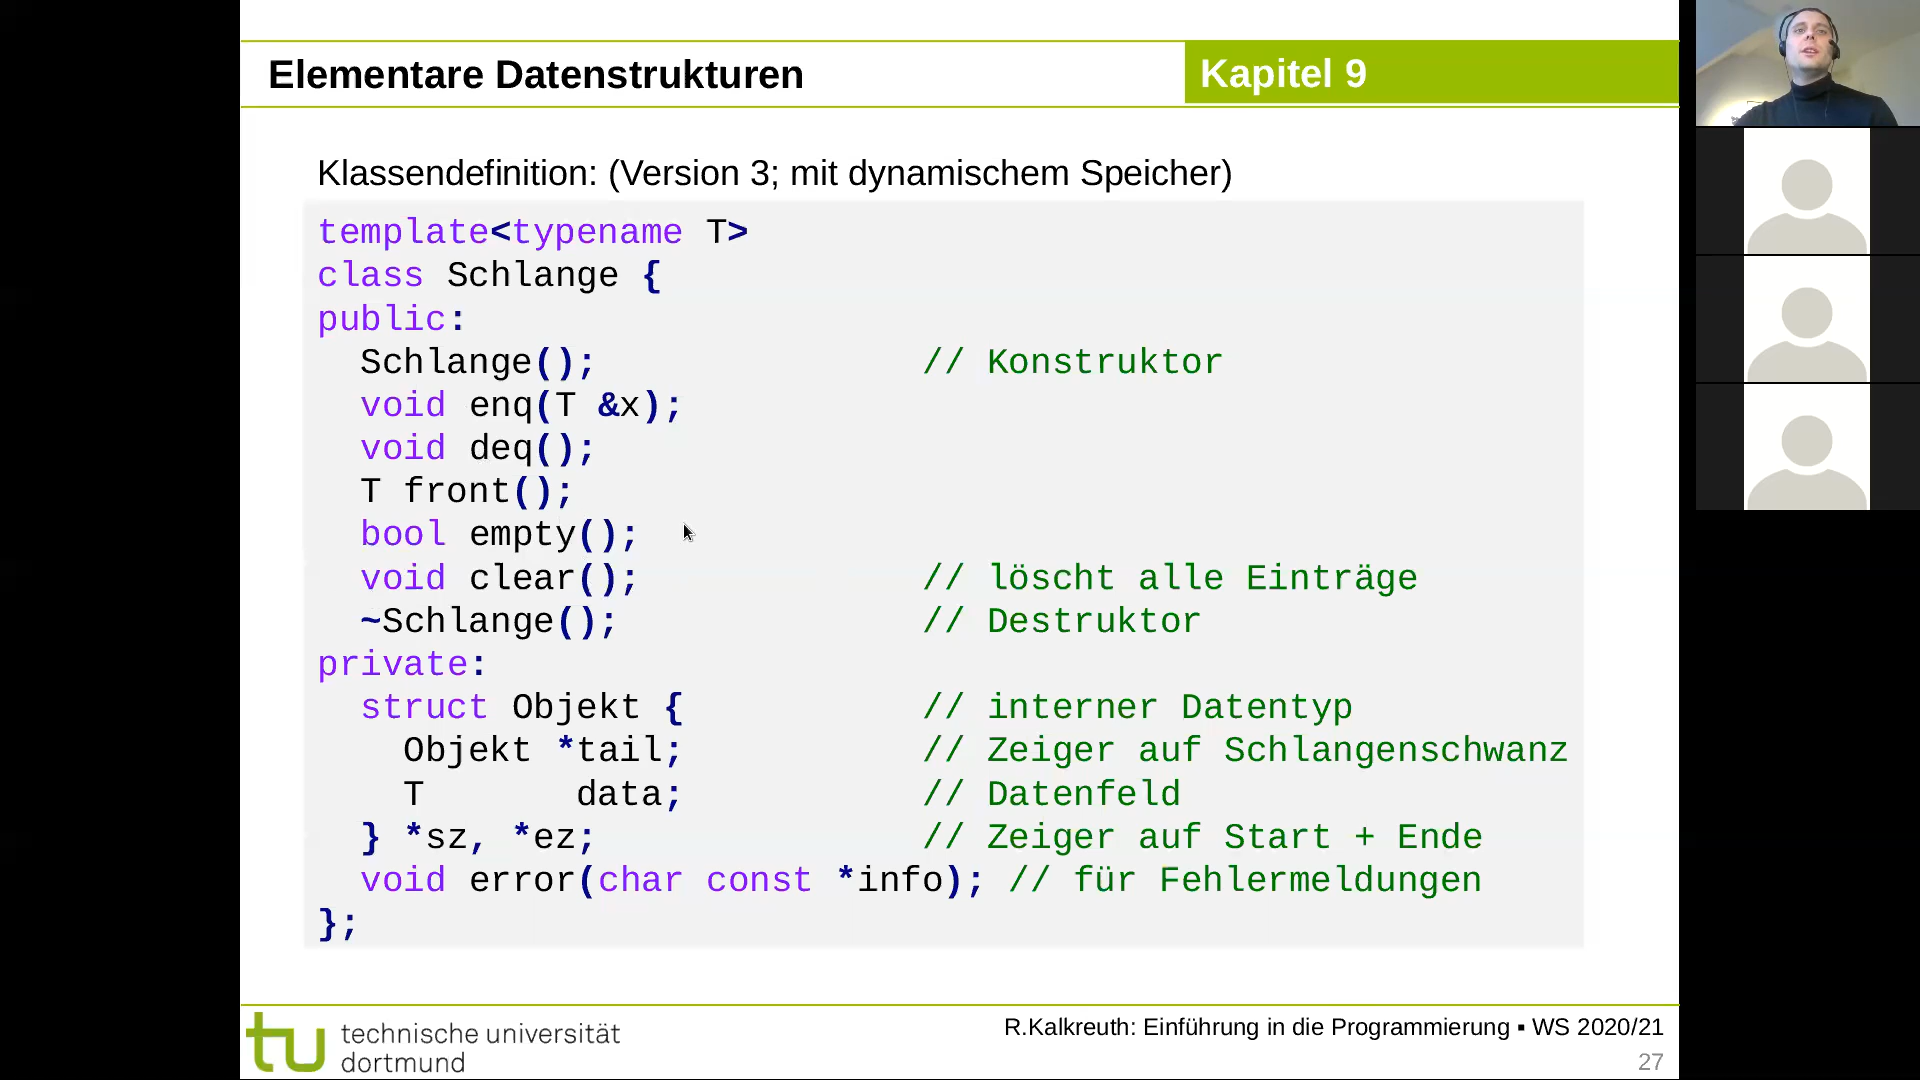 Elementare Datenstrukturen
Kapitel 9
Klassendefinition: (Version 3; mit dynamischem Speicher)
template<typename T>
class Schlange {
public:
  Schlange();               // Konstruktor
  void enq(T &x);
  void deq();
  T front();
  bool empty();
  void clear();             // löscht alle Einträge
  ~Schlange();              // Destruktor
private:
  struct Objekt {           // interner Datentyp
    Objekt *tail;           // Zeiger auf Schlangenschwanz
    T       data;           // Datenfeld
  } *sz, *ez;               // Zeiger auf Start + Ende
  void error(char const *info); // für Fehlermeldungen
};
tu technische universität
dortmund
R.Kalkreuth: Einführung in die Programmierung ▪ WS 2020/21
27